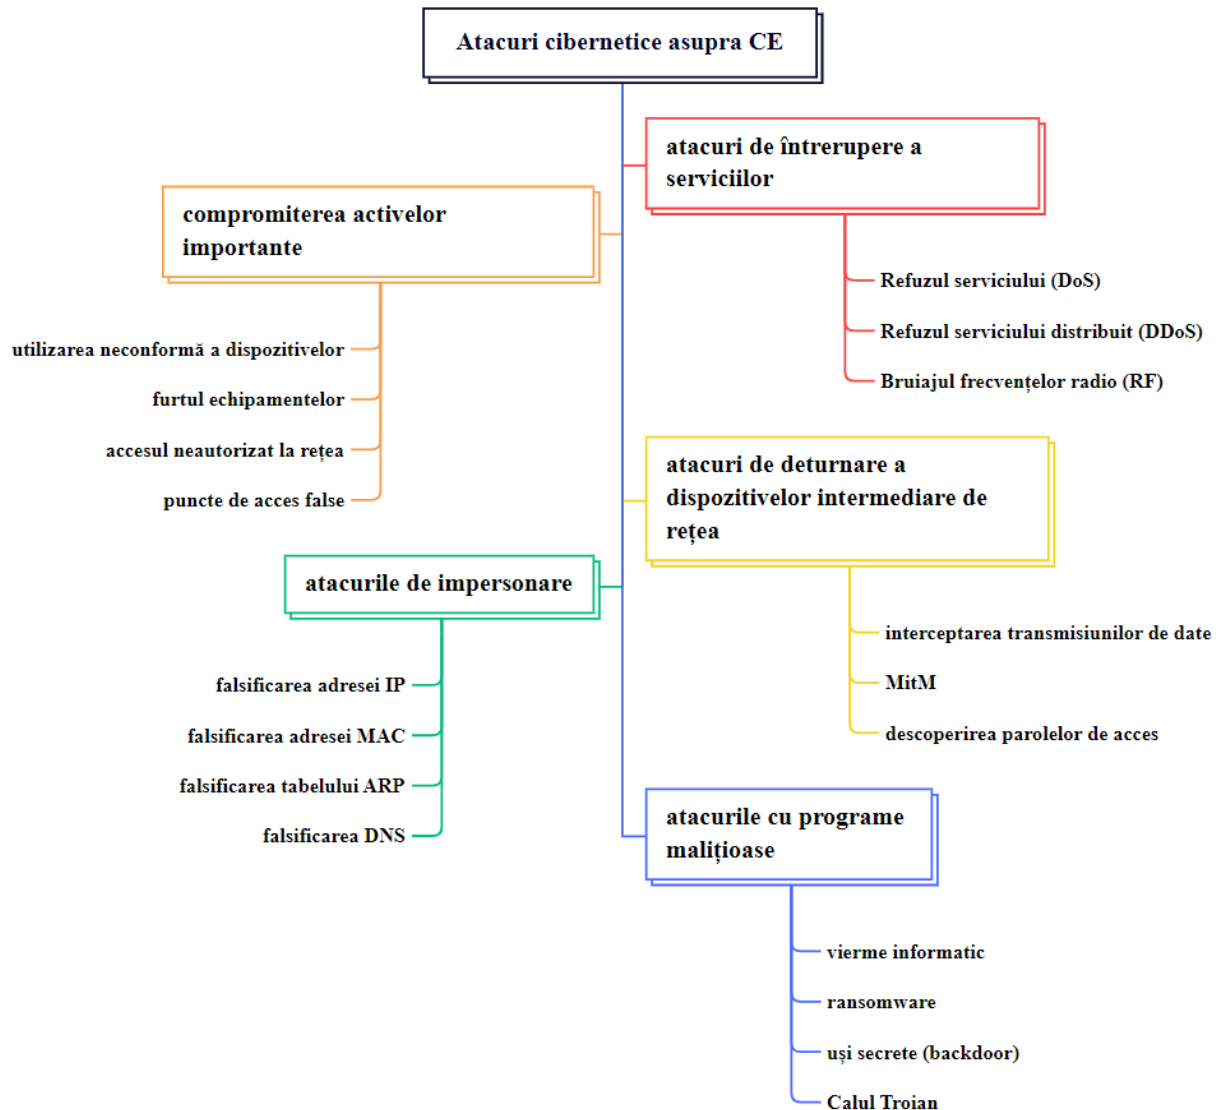 Atacuri cibernetice asupra CE
atacuri de întrerupere a
serviciilor
Refuzul serviciului (DoS)
Refuzul serviciului distribuit (DDoS)
Bruiajul frecvențelor radio (RF)
compromiterea activelor
importante
utilizarea neconformă a dispozitivelor
furtul echipamentelor
accesul neautorizat la rețea
puncte de acces false
atacuri de deturnare a
dispozitivelor intermediare de
rețea
interceptarea transmisiunilor de date
MitM
descoperirea parolelor de acces
atacurile de impersonare
falsificarea adresei IP
falsificarea adresei MAC
falsificarea tabelului ARP
falsificarea DNS
atacurile cu programe
malițioase
vierme informatic
ransomware
uși secrete (backdoor)
Calul Troian